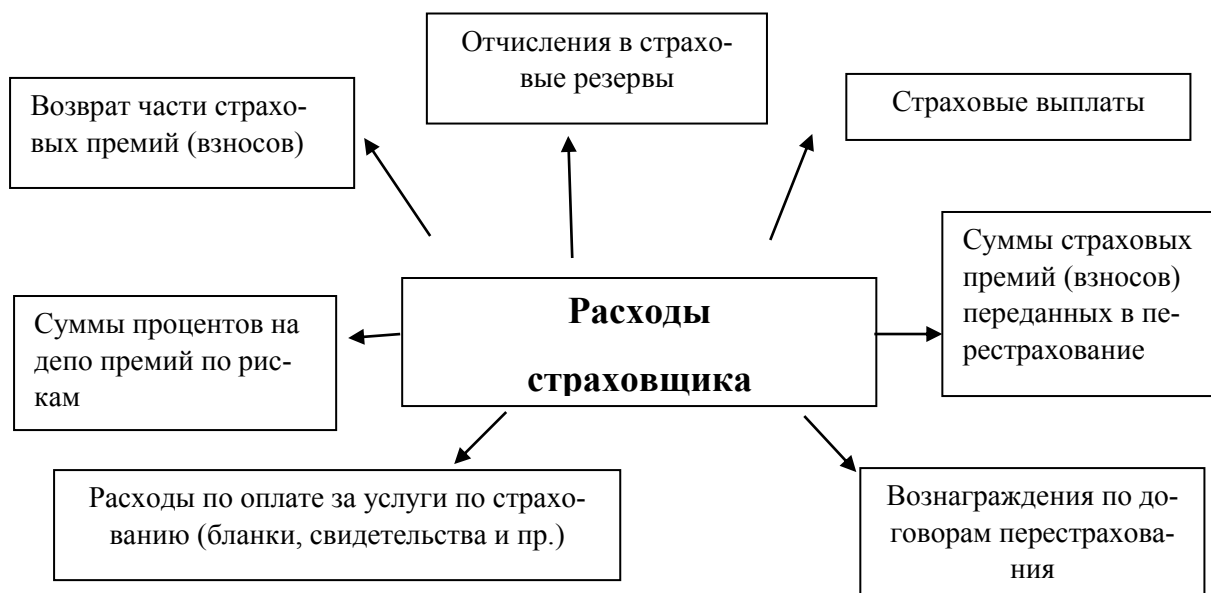 Отчисления в страхо-
вые резервы
Возврат части страхо-
вых премий (взносов)
Страховые выплаты
Расходы
страховщика
Суммы страховых
премий (взносов)
переданных в пе-
рестрахование
Суммы процентов на
депо премий по рис-
кам
Расходы по оплате за услуги по страхо-
ванию (бланки, свидетельства и пр.)
Вознаграждения по до-
говорам перестрахова-
ния